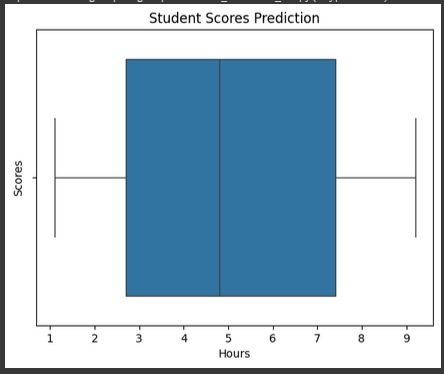 Student Scores Prediction
Scores
1 2 3 4 5 6 7 8 9
Hours